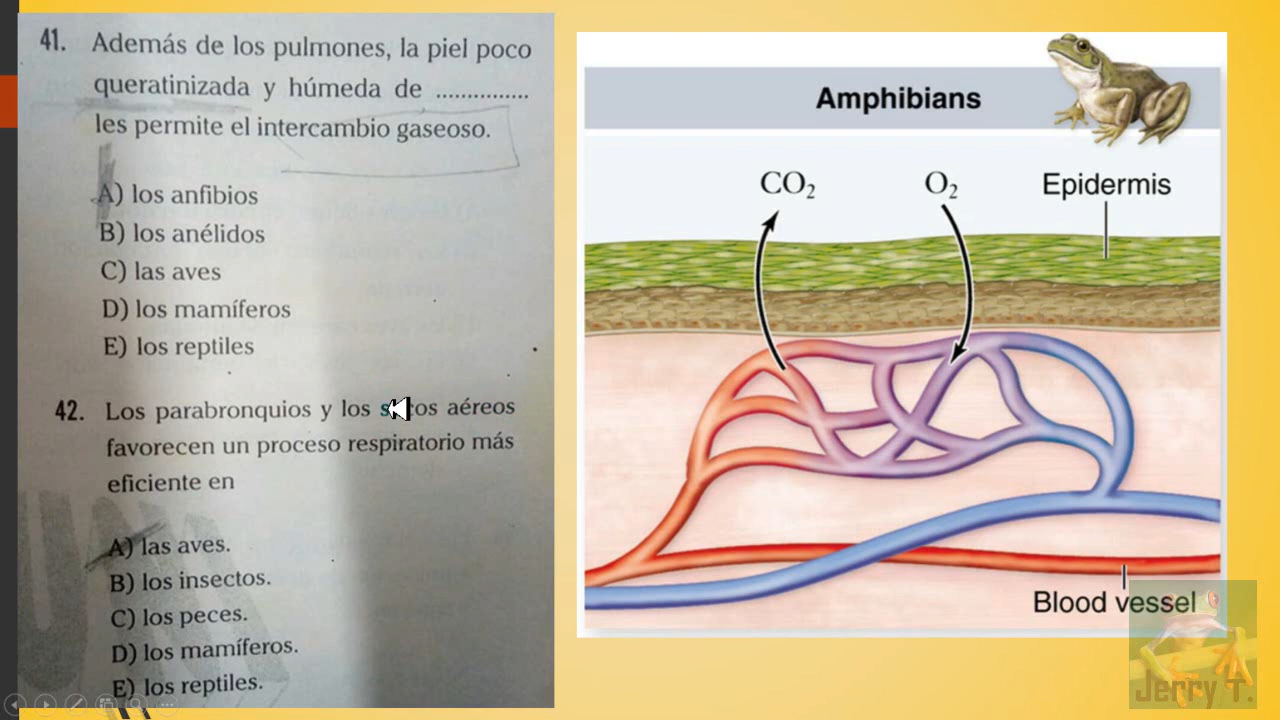 41. Además de los pulmones, la piel poco
queratinizada y húmeda de ...............
les permite el intercambio gaseoso.
A) los anfibios
B) los anélidos
C) las aves
D) los mamíferos
E) los reptiles
42. Los parabronquios y los aéreos
favorecen un proceso respiratorio más
eficiente en
A) las aves.
B) los insectos.
C) los peces.
D) los mamíferos.
E) los reptiles.
Amphibians
CO₂
O₂
Epidermis
Blood vessel
Jerry T.